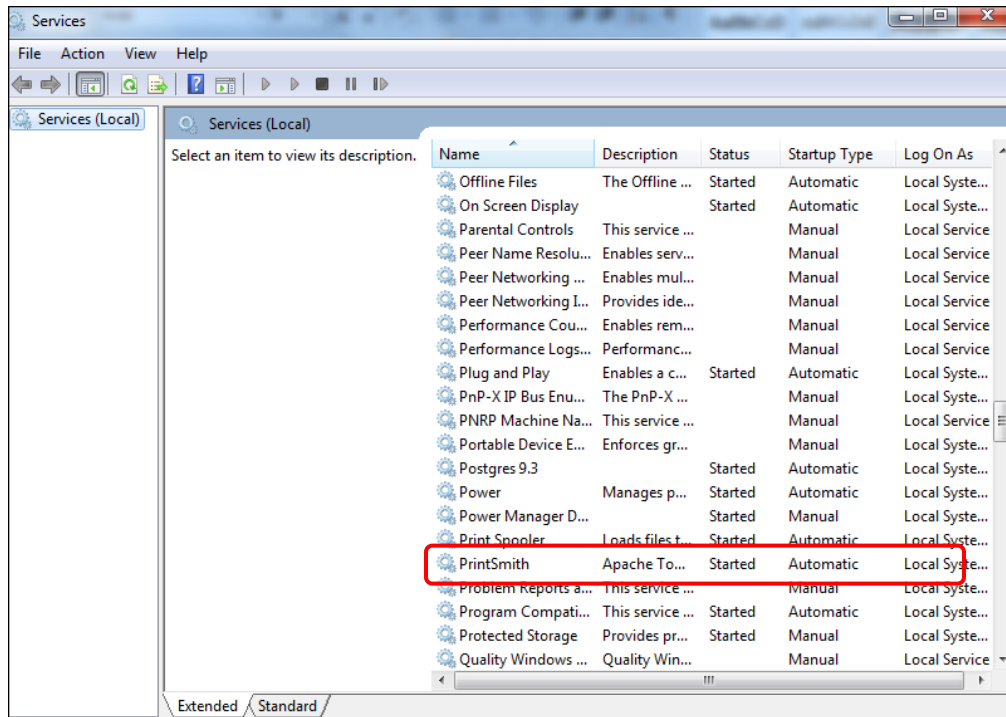 Services
File Action View Help
Services (Local)
Services (Local)
Select an item to view its description.
Name Description Status Startup Type Log On As
Offline Files The Offline ... Started Automatic Local Syste...
On Screen Display Started Automatic Local Syste...
Parental Controls This service ... Manual Local Service
Peer Name Resolu... Enables serv... Manual Local Service
Peer Networking ... Enables mul... Manual Local Service
Peer Networking I... Provides ide... Manual Local Service
Performance Cou... Enables rem... Manual Local Service
Performance Logs... Performanc... Manual Local Service
Plug and Play Enables a c... Started Automatic Local Syste...
PnP-X IP Bus Enu... The PnP-X ... Manual Local Syste...
PNRP Machine Na... This service ... Manual Local Service
Portable Device E... Enforces gr... Manual Local Syste...
Postgres 9.3 Started Automatic Local Syste...
Power Manages p... Started Automatic Local Syste...
Power Manager D... Started Manual Local Syste...
Print Spooler Loads files t... Started Automatic Local Syste...
PrintSmith Apache To... Started Automatic Local Syste...
Problem Reports a... This service ... Manual Local Syste...
Program Compati... This service ... Started Automatic Local Syste...
Protected Storage Provides pr... Started Manual Local Syste...
Quality Windows ... Quality Win... Manual Local Service
Extended Standard